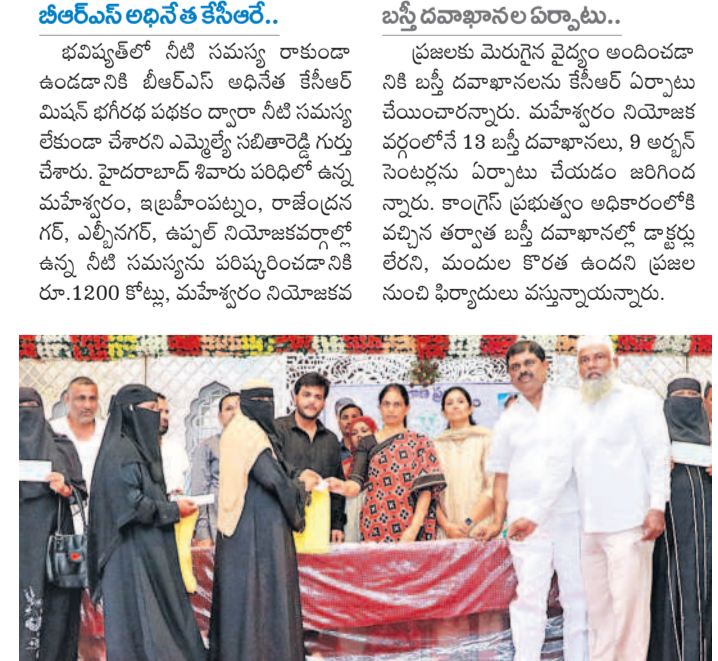 బీఆర్ఎస్ అధినేత కేసీఆరే..
భవిష్యత్‌లో నీటి సమస్య రాకుండా
ఉండడానికి బీఆర్ఎస్ అధినేత కేసీఆర్
మిషన్ భగీరథ పథకం ద్వారా నీటి సమస్య
లేకుండా చేశారని ఎమ్మెల్యే సబితారెడ్డి గుర్తు
చేశారు. హైదరాబాద్ శివారు పరిధిలో ఉన్న
మహేశ్వరం, ఇబ్రహీంపట్నం, రాజేంద్రన
గర్, ఎల్బీనగర్, ఉప్పల్ నియోజకవర్గాల్లో
ఉన్న నీటి సమస్యను పరిష్కరించడానికి
రూ.1200 కోట్లు, మహేశ్వరం నియోజకవ
బస్తీ దవాఖానల ఏర్పాటు..
ప్రజలకు మెరుగైన వైద్యం అందించడా
నికి బస్తీ దవాఖానలను కేసీఆర్ ఏర్పాటు
చేయించారన్నారు. మహేశ్వరం నియోజక
వర్గంలోనే 13 బస్తీ దవాఖానలు, 9 అర్బన్
సెంటర్లను ఏర్పాటు చేయడం జరిగింద
న్నారు. కాంగ్రెస్ ప్రభుత్వం అధికారంలోకి
వచ్చిన తర్వాత బస్తీ దవాఖానల్లో డాక్టర్లు
లేరని, మందుల కొరత ఉందని ప్రజల
నుంచి ఫిర్యాదులు వస్తున్నాయన్నారు.